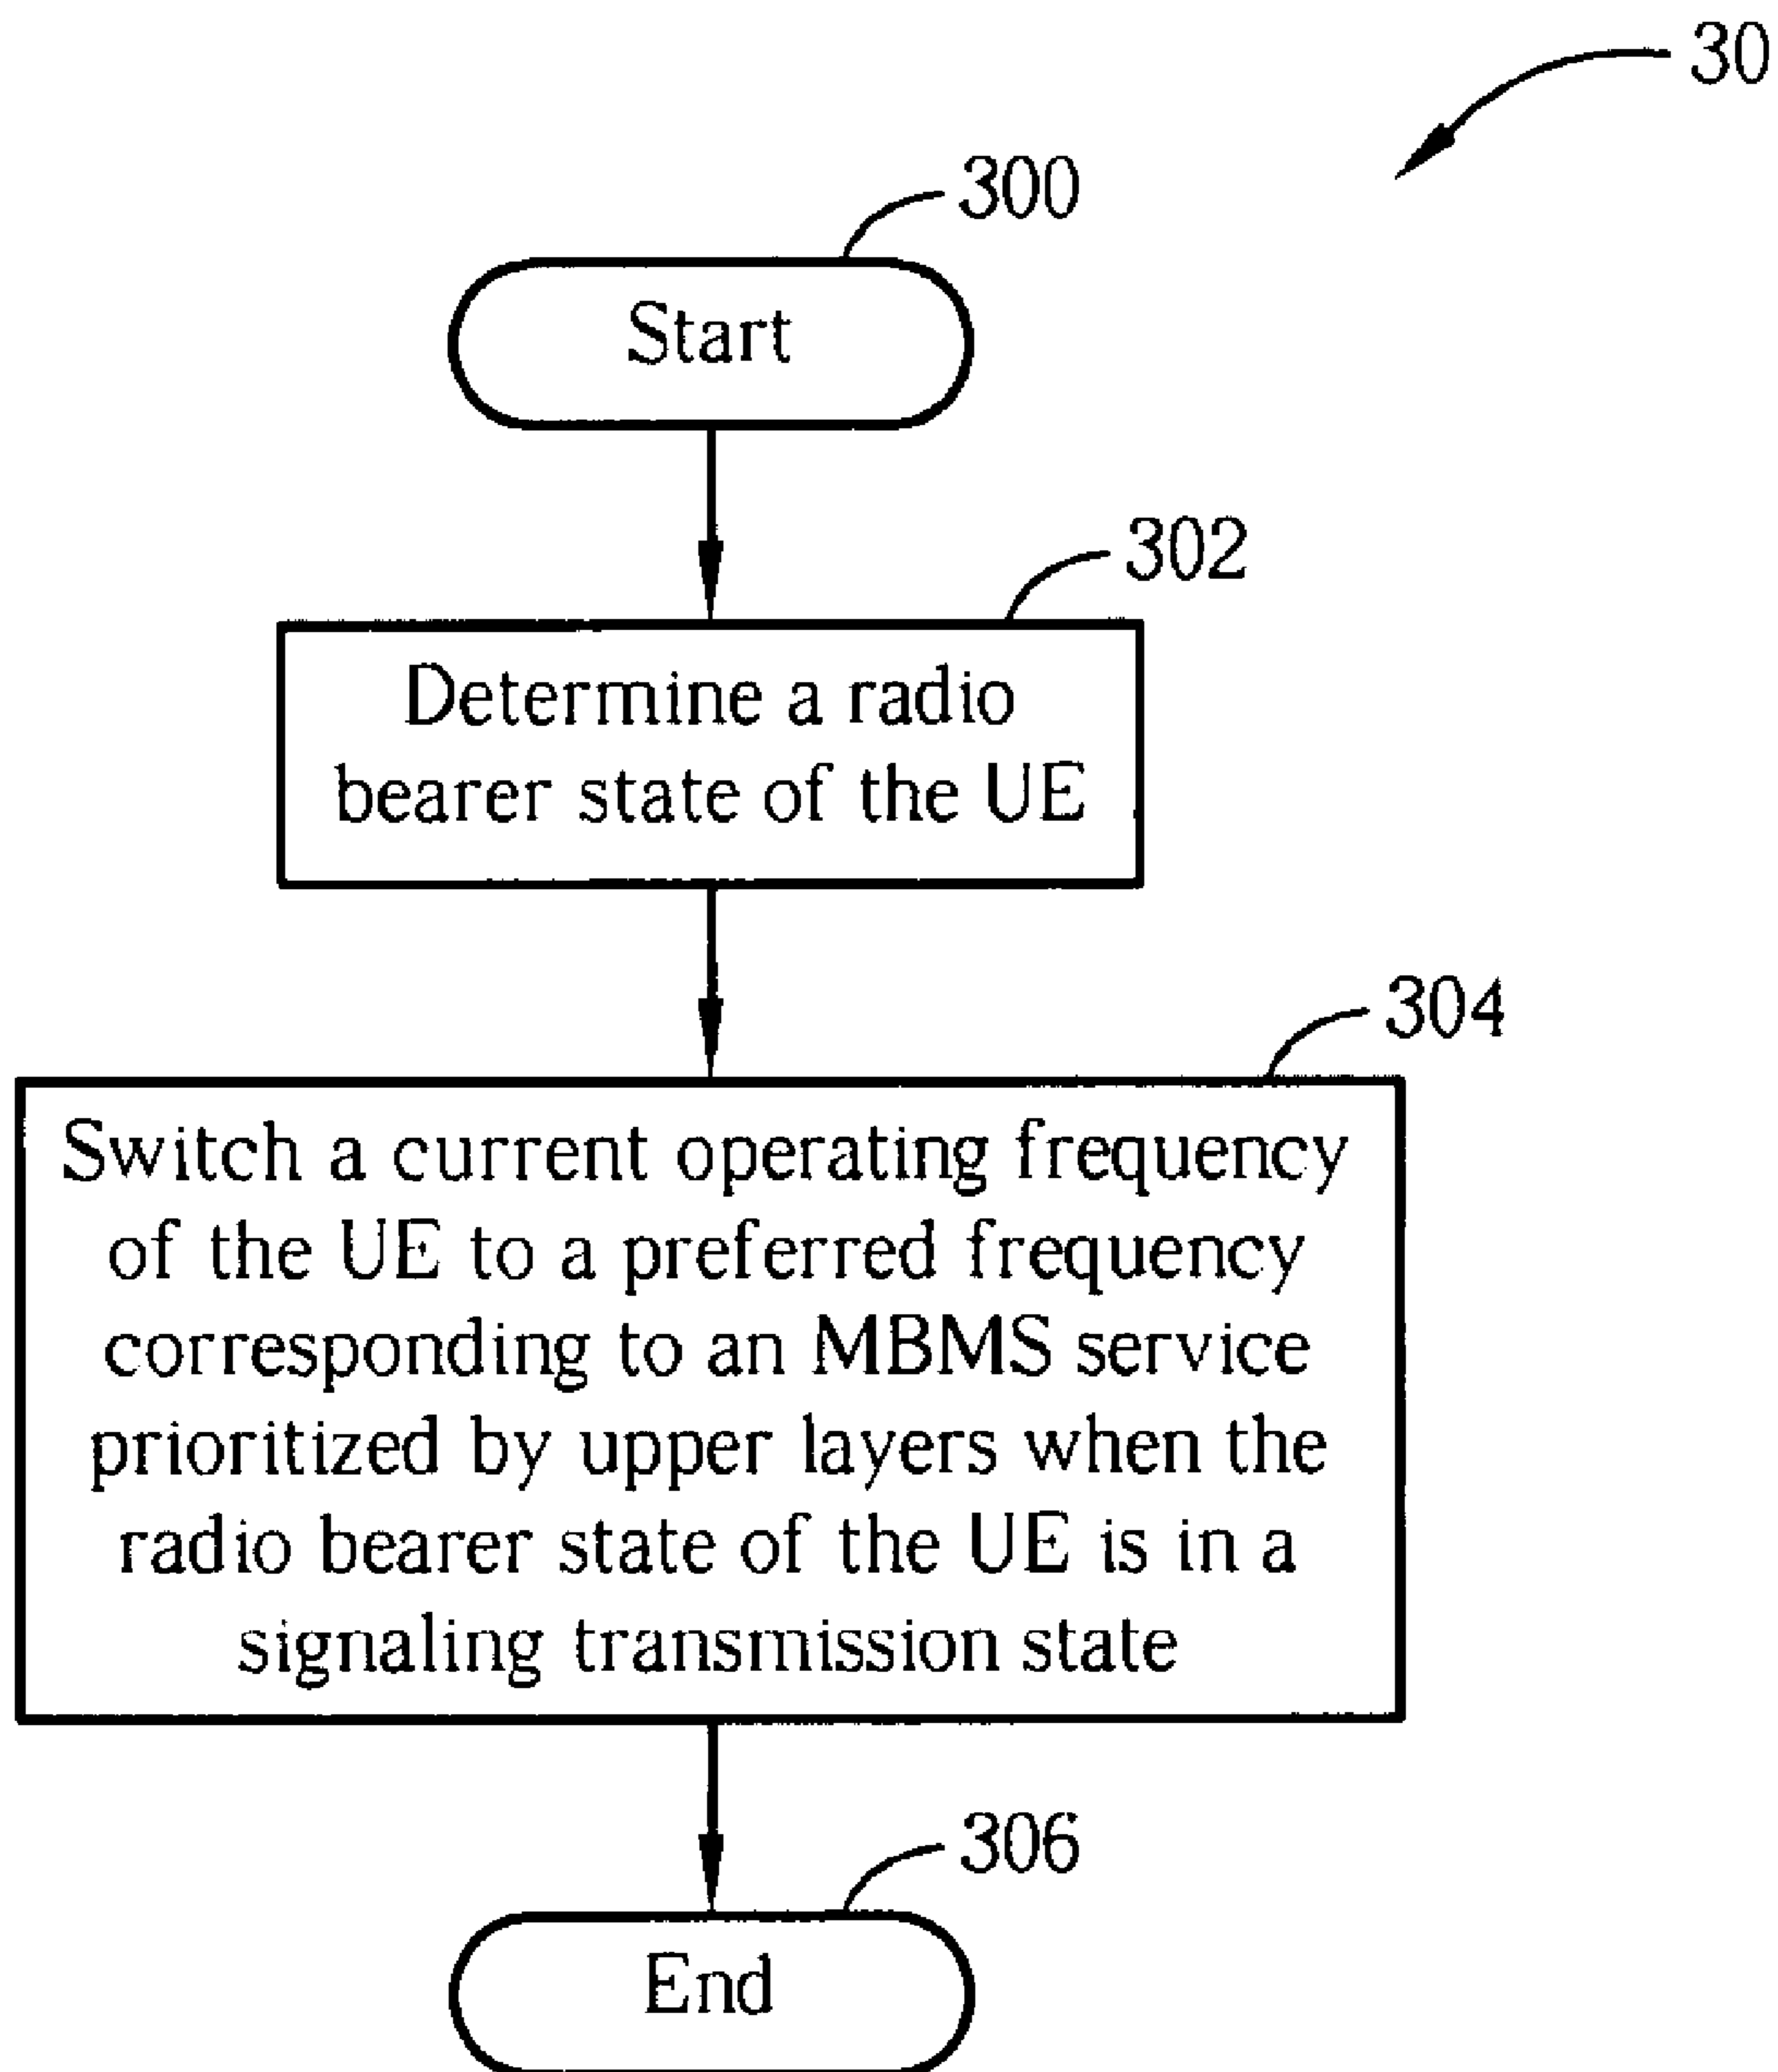 30
300
Start
302
Determine a radio
bearer state of the UE
304
Switch a current operating frequency
of the UE to a preferred frequency
corresponding to an MBMS service
prioritized by upper layers when the
radio bearer state of the UE is in a
signaling transmission state
306
End